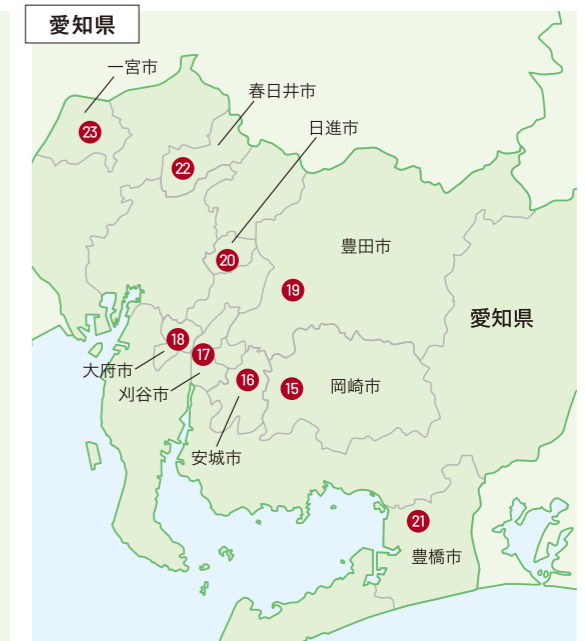 愛知県
一宮市
23
春日井市
22
日進市
20
豊田市
19
愛知県
18
大府市
17
刈谷市
16
安城市
15
岡崎市
21
豊橋市